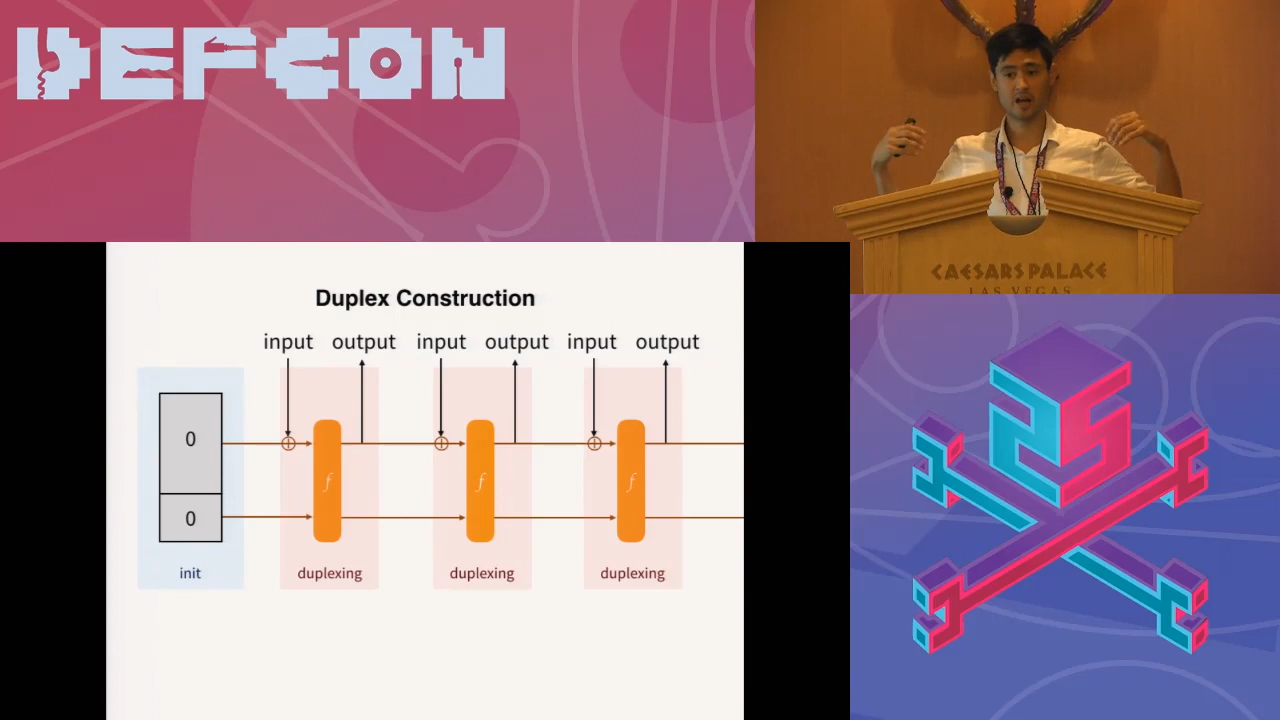 DEFCON
CAESARS PALACE
LAS VEGAS
Duplex Construction
input output input output input output
0
0
f f f
init duplexing duplexing duplexing